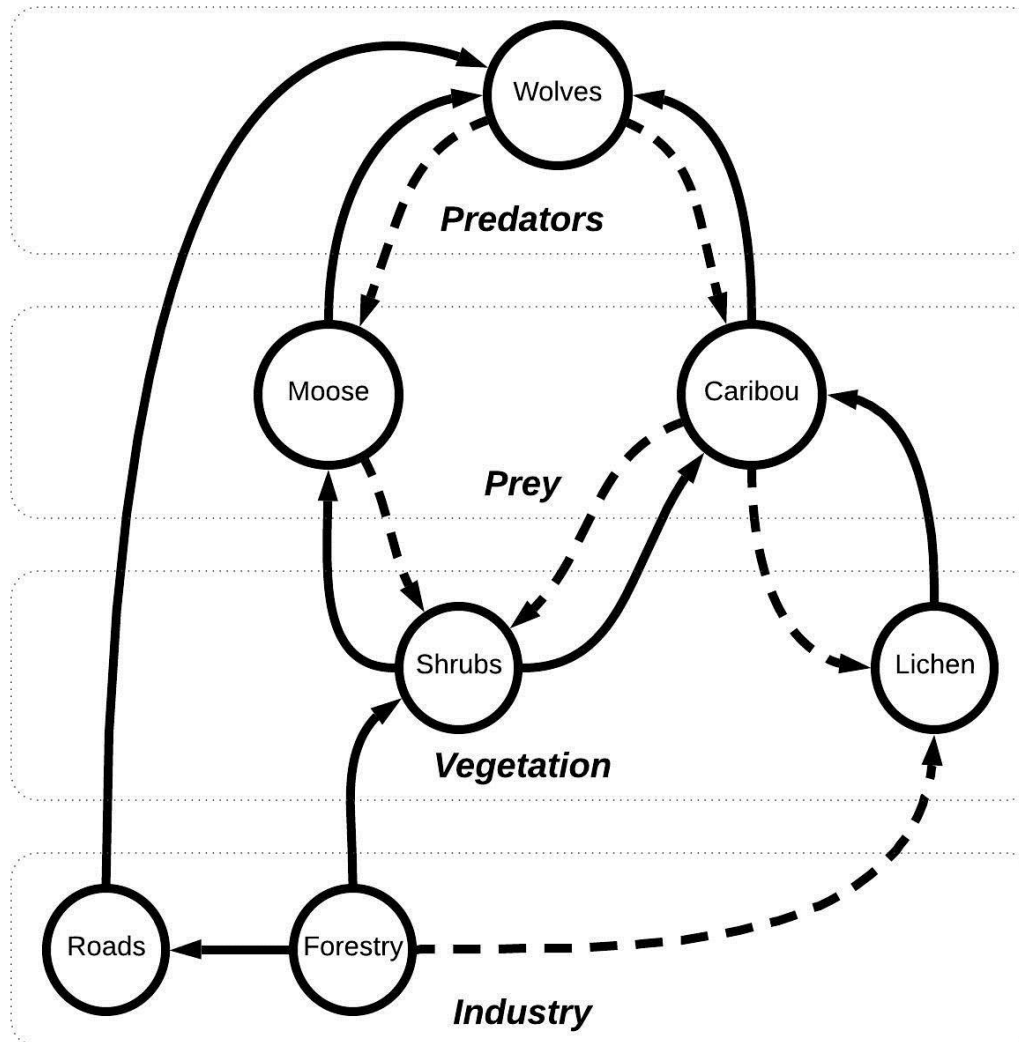 Wolves
Predators
Moose
Caribou
Prey
Shrubs
Lichen
Vegetation
Roads
Forestry
Industry